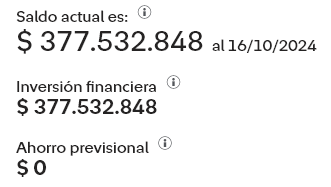 Saldo actual es:
$ 377.532.848 al 16/10/2024
Inversión financiera
$ 377.532.848
Ahorro previsional
$ 0